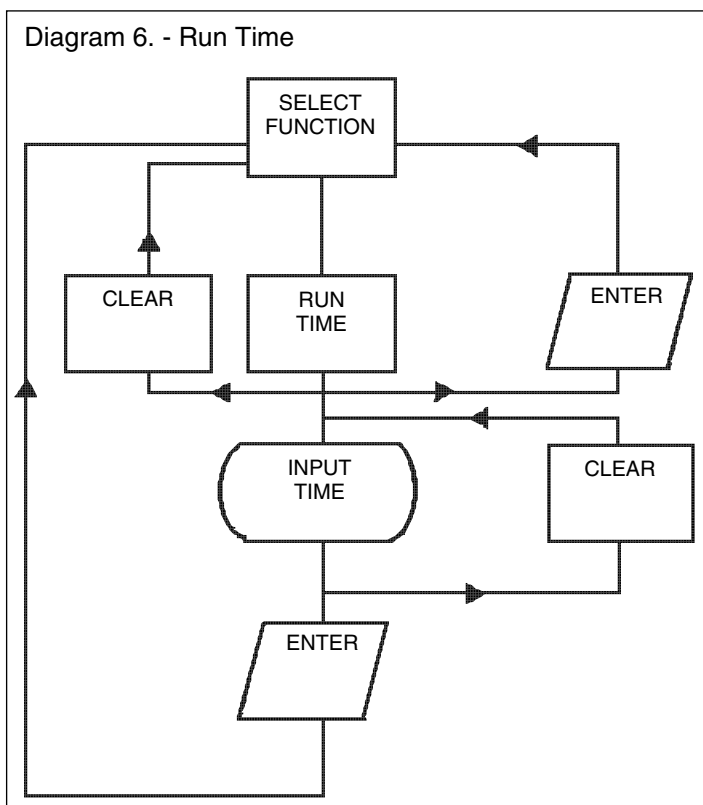 Diagram 6. - Run Time
SELECT
FUNCTION
CLEAR
RUN
TIME
ENTER
INPUT
TIME
CLEAR
ENTER